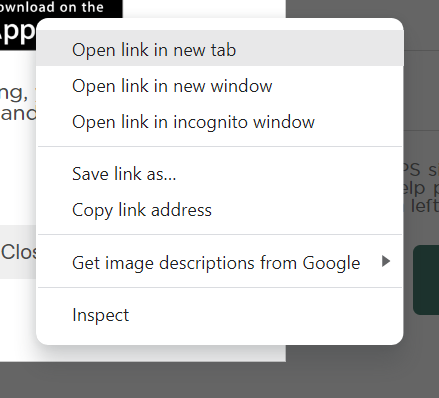 ownload on the
App
Open link in new tab
Open link in new window
Open link in incognito window
Save link as...
Copy link address
Get image descriptions from Google
Inspect
ng,
and
Clos
PS s
elp p
left